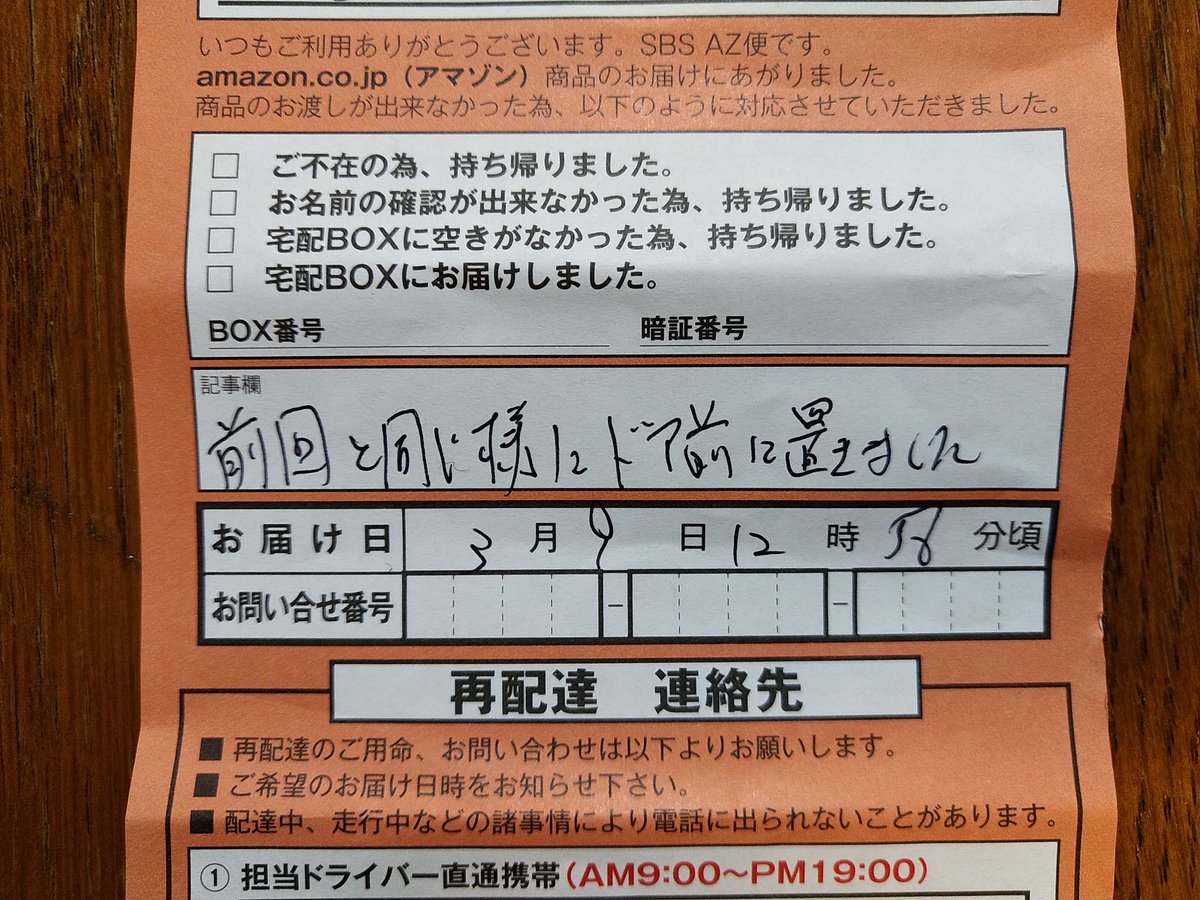 いつもご利用ありがとうございます。SBS AZ便です。
amazon.co.jp（アマゾン）商品のお届けにあがりました。
商品のお渡しが出来なかった為、以下のように対応させていただきました。
□ ご不在の為、持ち帰りました。
□ お名前の確認が出来なかった為、持ち帰りました。
□ 宅配BOXに空きがなかった為、持ち帰りました。
□ 宅配BOXにお届けしました。
BOX番号 暗証番号
記事欄
前回と同じ様にドア前に置きました
お届け日 3月9日12時58分頃
お問い合せ番号 － －
再配達 連絡先
■ 再配達のご用命、お問い合わせは以下よりお願いします。
■ ご希望のお届け日時をお知らせ下さい。
■ 配達中、走行中などの諸事情により電話に出られないことがあります。
① 担当ドライバー直通携帯（AM9:00～PM19:00）